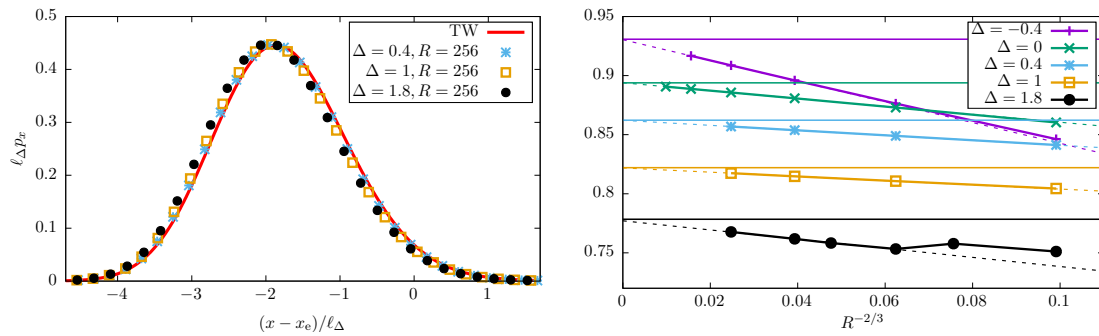 TW
Δ = 0.4, R = 256
Δ = 1, R = 256
Δ = 1.8, R = 256
0.5
0.4
0.3
0.2
0.1
0
ℓ_Δ p_x
−4 −3 −2 −1 0 1
(x − x_e)/ℓ_Δ
Δ = −0.4
Δ = 0
Δ = 0.4
Δ = 1
Δ = 1.8
0.95
0.9
0.85
0.8
0.75
0 0.02 0.04 0.06 0.08 0.1
R^{−2/3}